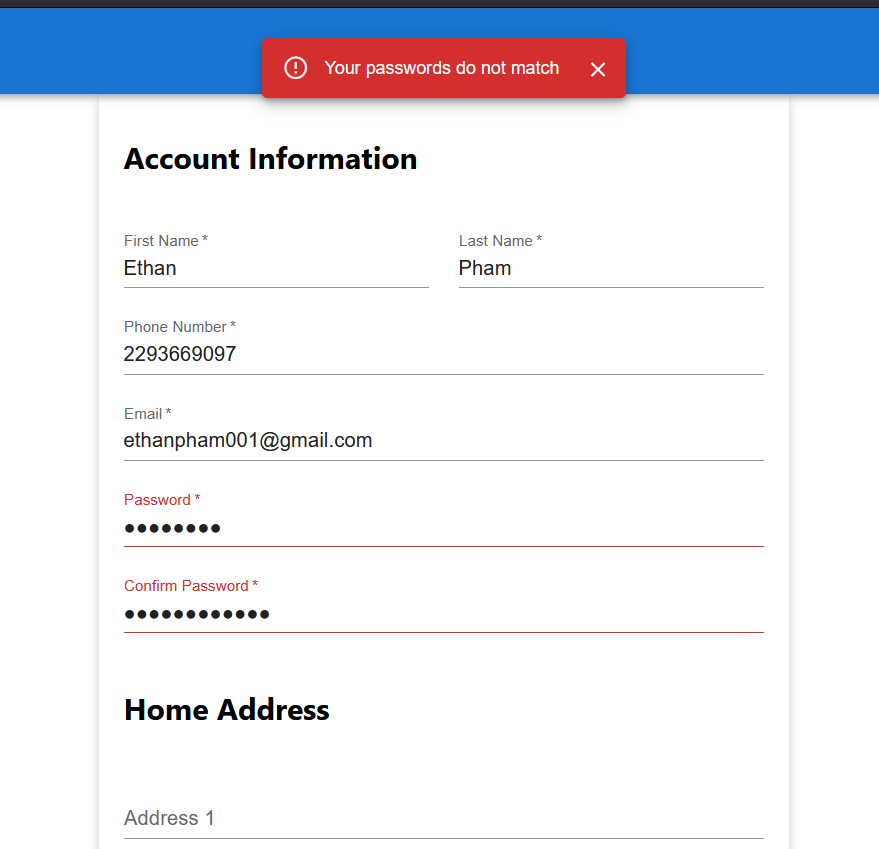 Your passwords do not match
Account Information
First Name * Last Name *
Ethan Pham
Phone Number *
2293669097
Email *
ethanpham001@gmail.com
Password *
••••••••
Confirm Password *
••••••••••••
Home Address
Address 1